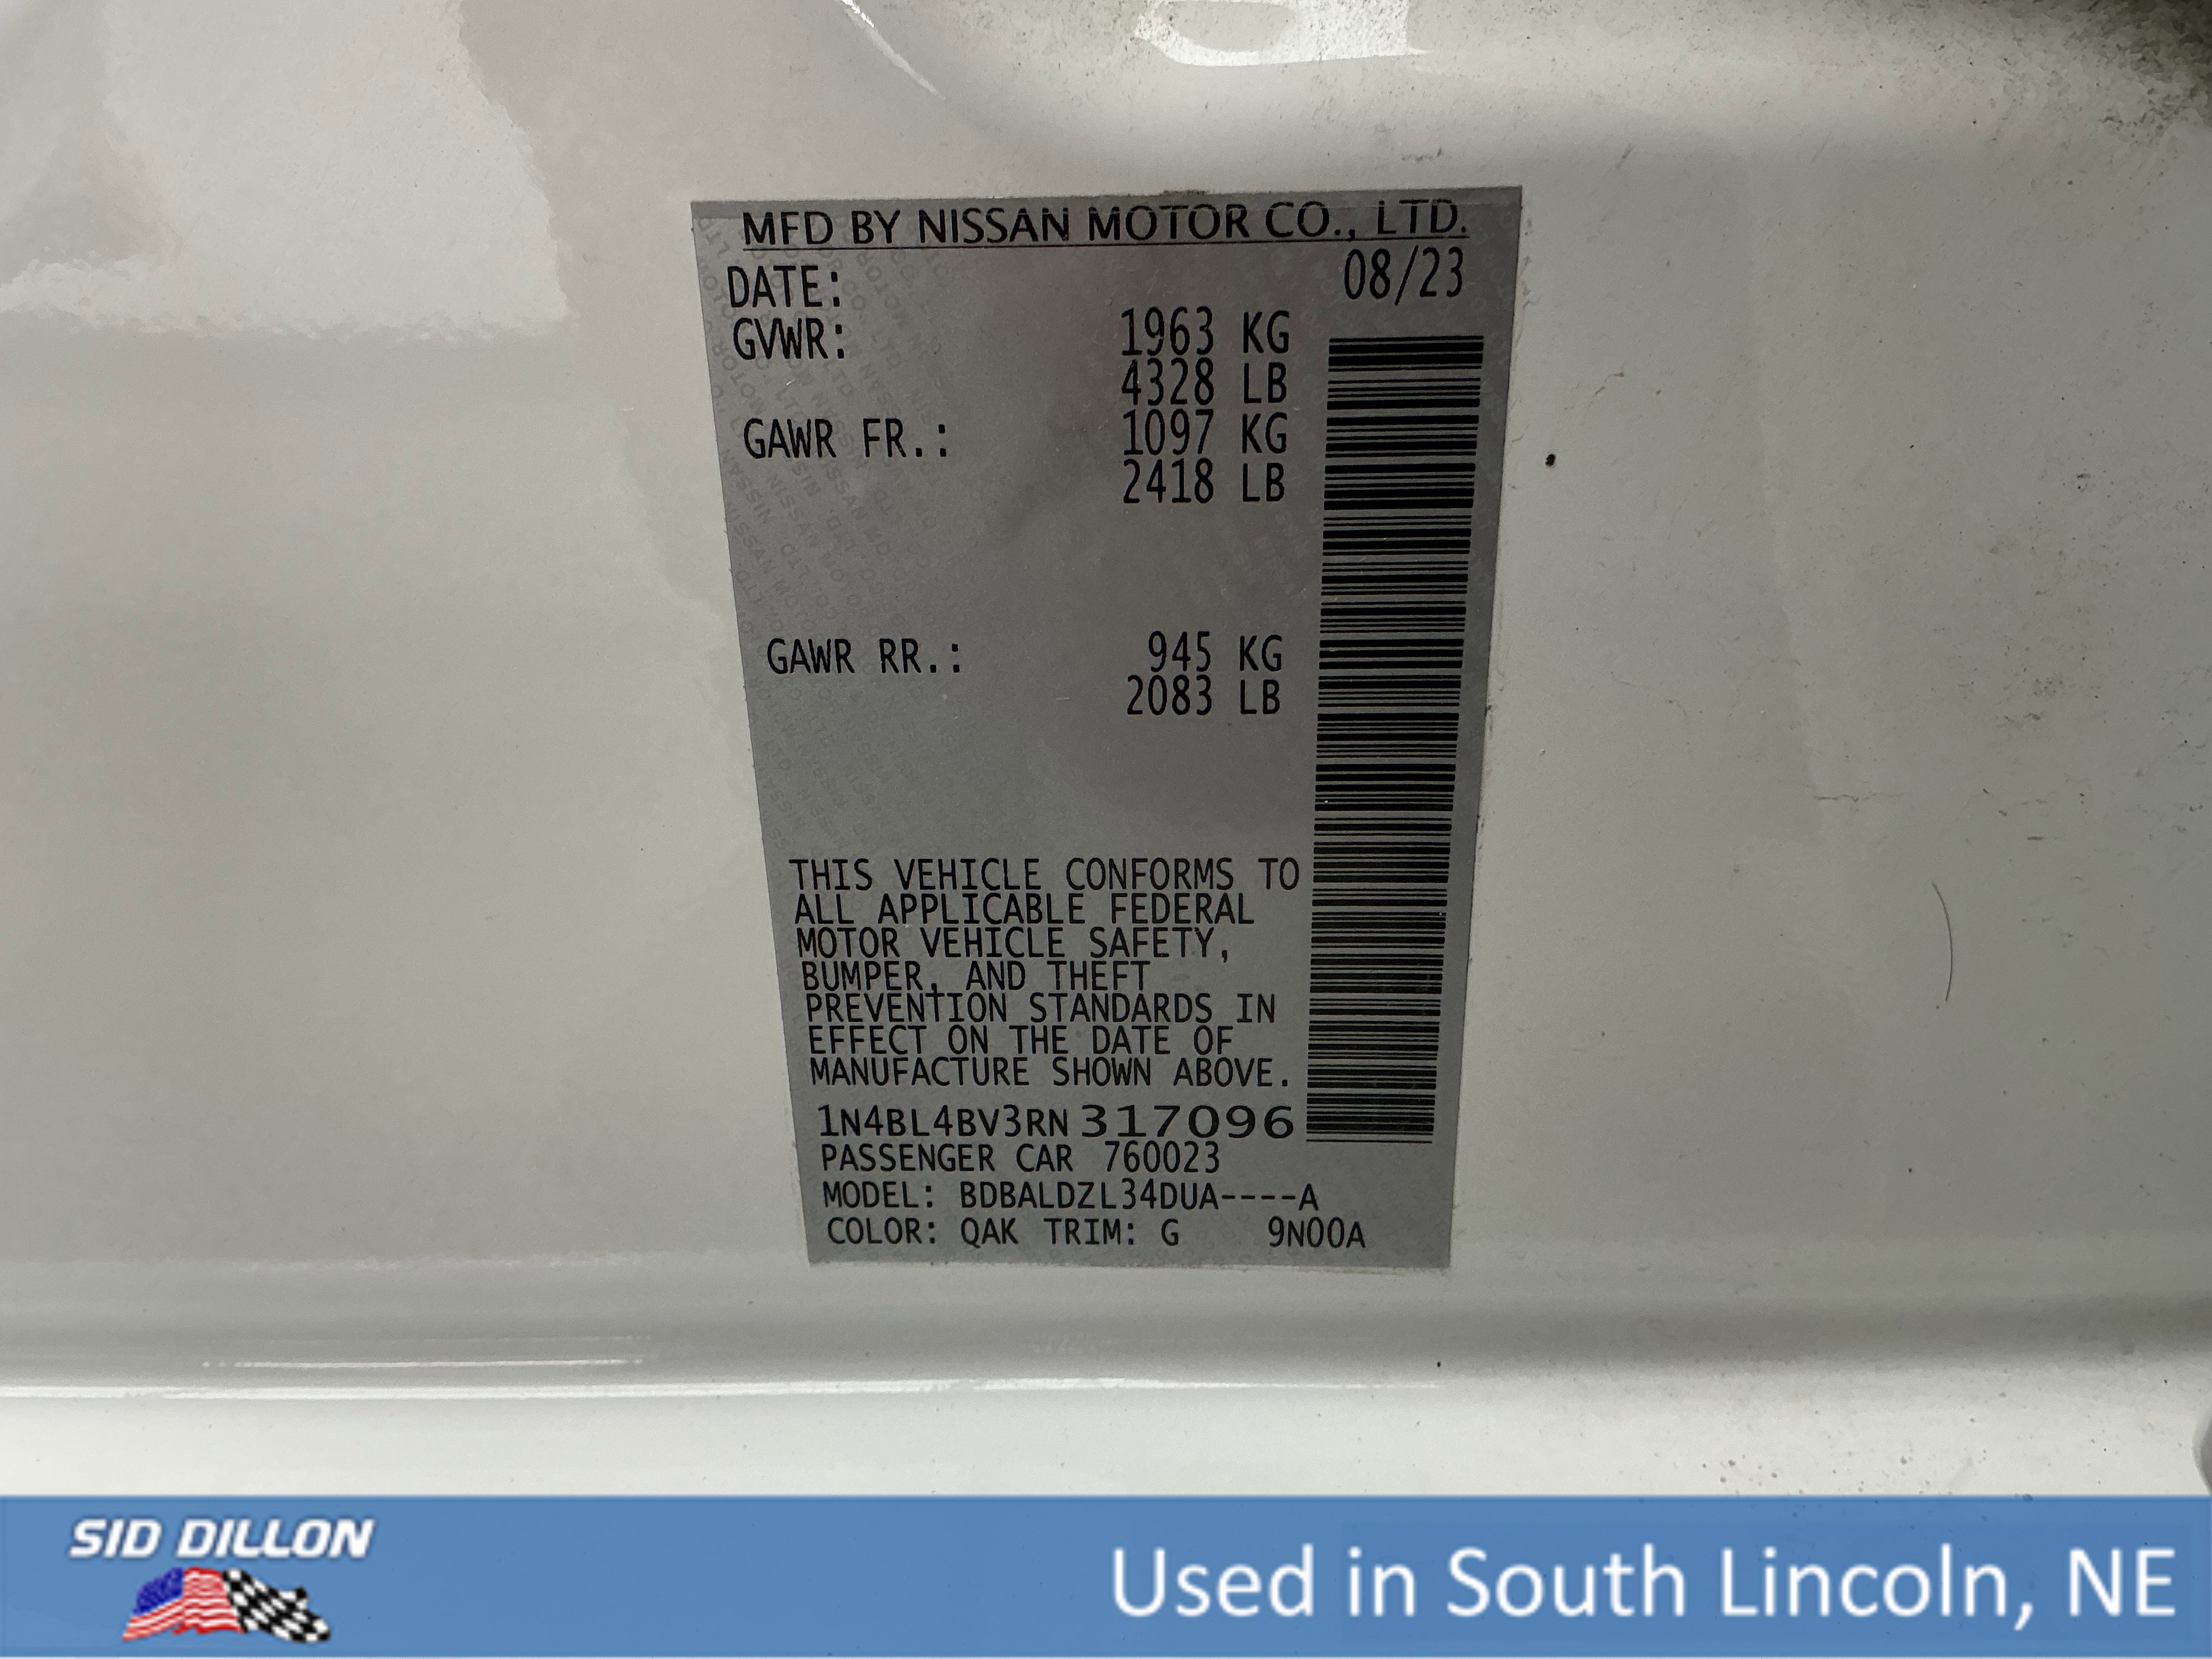 MFD BY NISSAN MOTOR CO., LTD.
DATE: 08/23
GVWR: 1963 KG
4328 LB
GAWR FR.: 1097 KG
2418 LB
GAWR RR.: 945 KG
2083 LB
THIS VEHICLE CONFORMS TO
ALL APPLICABLE FEDERAL
MOTOR VEHICLE SAFETY,
BUMPER, AND THEFT
PREVENTION STANDARDS IN
EFFECT ON THE DATE OF
MANUFACTURE SHOWN ABOVE.
1N4BL4BV3RN317096
PASSENGER CAR 760023
MODEL: BDBALDZL34DUA----A
COLOR: QAK TRIM: G 9N00A
SID DILLON
Used in South Lincoln, NE